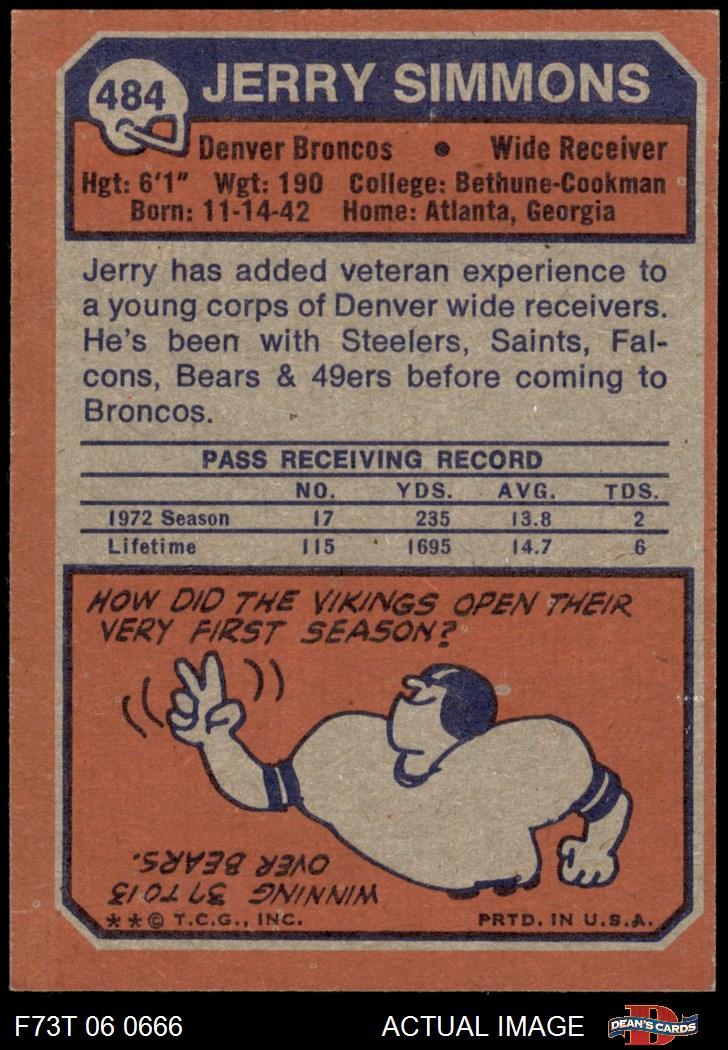 484
JERRY SIMMONS
Denver Broncos • Wide Receiver
Hgt: 6'1" Wgt: 190 College: Bethune-Cookman
Born: 11-14-42 Home: Atlanta, Georgia
Jerry has added veteran experience to
a young corps of Denver wide receivers.
He's been with Steelers, Saints, Fal-
cons, Bears & 49ers before coming to
Broncos.
PASS RECEIVING RECORD
NO. YDS. AVG. TDS.
1972 Season 17 235 13.8 2
Lifetime 115 1695 14.7 6
HOW DID THE VIKINGS OPEN THEIR
VERY FIRST SEASON?
WINNING 37 TO 13
OVER BEARS.
**© T.C.G., INC. PRTD. IN U.S.A.
F73T 06 0666 ACTUAL IMAGE D DEAN'S CARDS